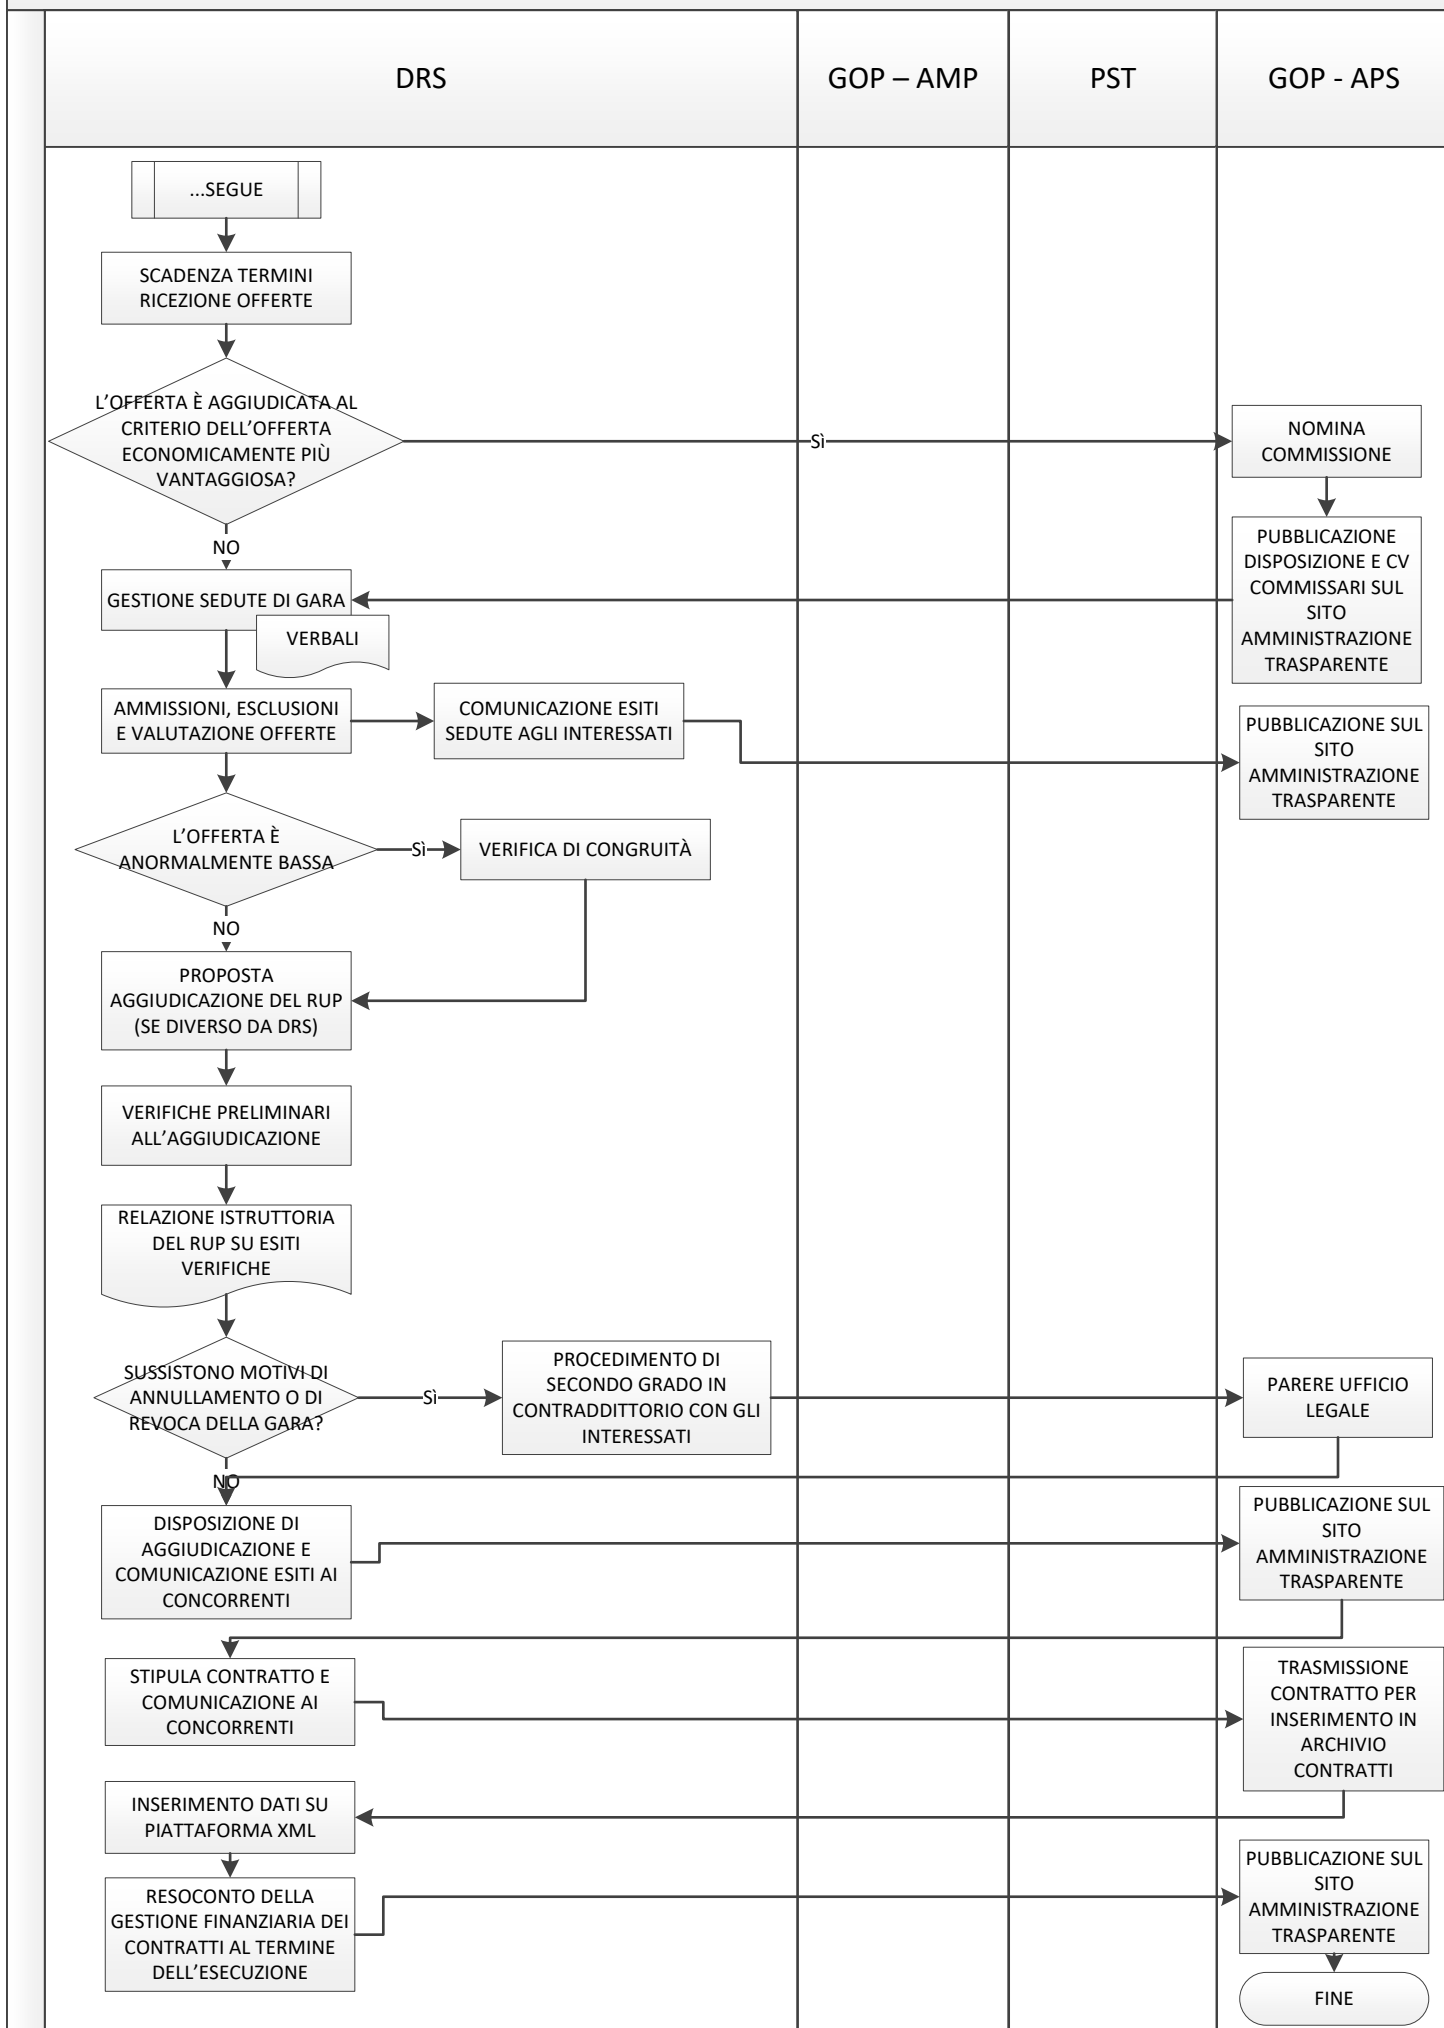 DRS
GOP – AMP
PST
GOP - APS
...SEGUE
SCADENZA TERMINI
RICEZIONE OFFERTE
L’OFFERTA È AGGIUDICATA AL
CRITERIO DELL’OFFERTA
ECONOMICAMENTE PIÙ
VANTAGGIOSA?
Sì
NOMINA
COMMISSIONE
NO
PUBBLICAZIONE
DISPOSIZIONE E CV
COMMISSARI SUL
SITO
AMMINISTRAZIONE
TRASPARENTE
GESTIONE SEDUTE DI GARA
VERBALI
AMMISSIONI, ESCLUSIONI
E VALUTAZIONE OFFERTE
COMUNICAZIONE ESITI
SEDUTE AGLI INTERESSATI
PUBBLICAZIONE SUL
SITO
AMMINISTRAZIONE
TRASPARENTE
L’OFFERTA È
ANORMALMENTE BASSA
Sì
VERIFICA DI CONGRUITÀ
NO
PROPOSTA
AGGIUDICAZIONE DEL RUP
(SE DIVERSO DA DRS)
VERIFICHE PRELIMINARI
ALL’AGGIUDICAZIONE
RELAZIONE ISTRUTTORIA
DEL RUP SU ESITI
VERIFICHE
SUSSISTONO MOTIVI DI
ANNULLAMENTO O DI
REVOCA DELLA GARA?
Sì
PROCEDIMENTO DI
SECONDO GRADO IN
CONTRADDITTORIO CON GLI
INTERESSATI
PARERE UFFICIO
LEGALE
NO
DISPOSIZIONE DI
AGGIUDICAZIONE E
COMUNICAZIONE ESITI AI
CONCORRENTI
PUBBLICAZIONE SUL
SITO
AMMINISTRAZIONE
TRASPARENTE
STIPULA CONTRATTO E
COMUNICAZIONE AI
CONCORRENTI
TRASMISSIONE
CONTRATTO PER
INSERIMENTO IN
ARCHIVIO
CONTRATTI
INSERIMENTO DATI SU
PIATTAFORMA XML
RESOCONTO DELLA
GESTIONE FINANZIARIA DEI
CONTRATTI AL TERMINE
DELL’ESECUZIONE
PUBBLICAZIONE SUL
SITO
AMMINISTRAZIONE
TRASPARENTE
FINE